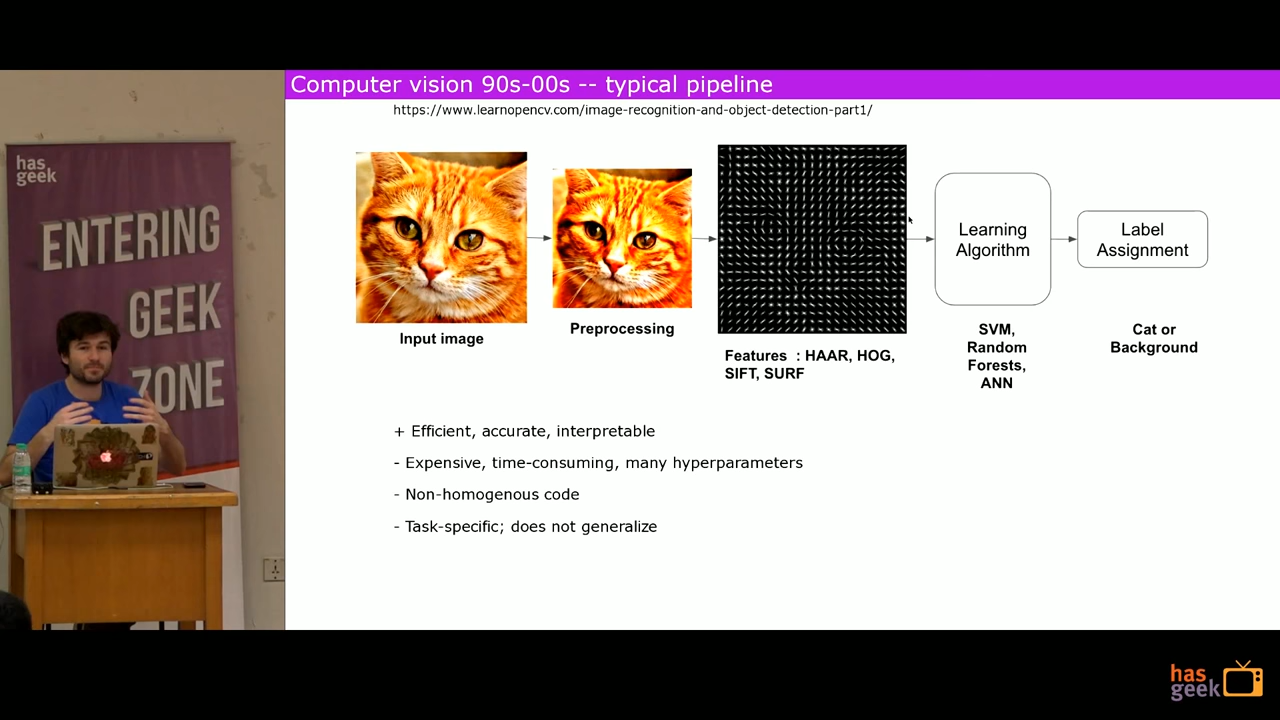 Computer vision 90s-00s -- typical pipeline
https://www.learnopencv.com/image-recognition-and-object-detection-part1/
has
geek
ENTERING
GEEK
ZONE
Input image
Preprocessing
Features : HAAR, HOG,
SIFT, SURF
Learning
Algorithm
SVM,
Random
Forests,
ANN
Label
Assignment
Cat or
Background
+ Efficient, accurate, interpretable
- Expensive, time-consuming, many hyperparameters
- Non-homogenous code
- Task-specific; does not generalize
has
geek